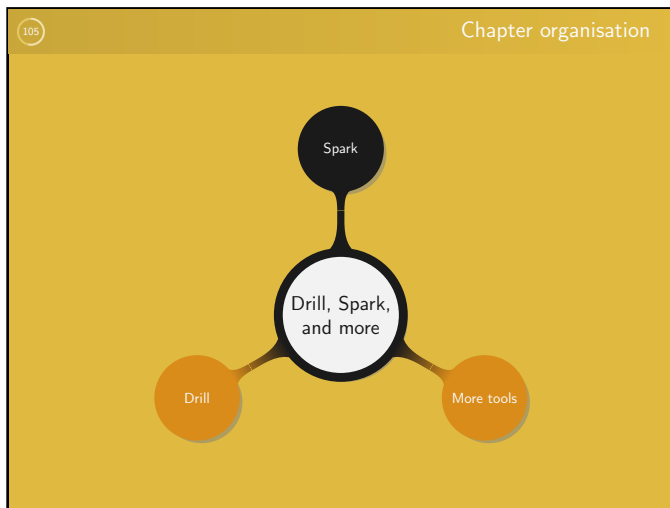 105
Chapter organisation
Spark
Drill, Spark,
and more
Drill
More tools